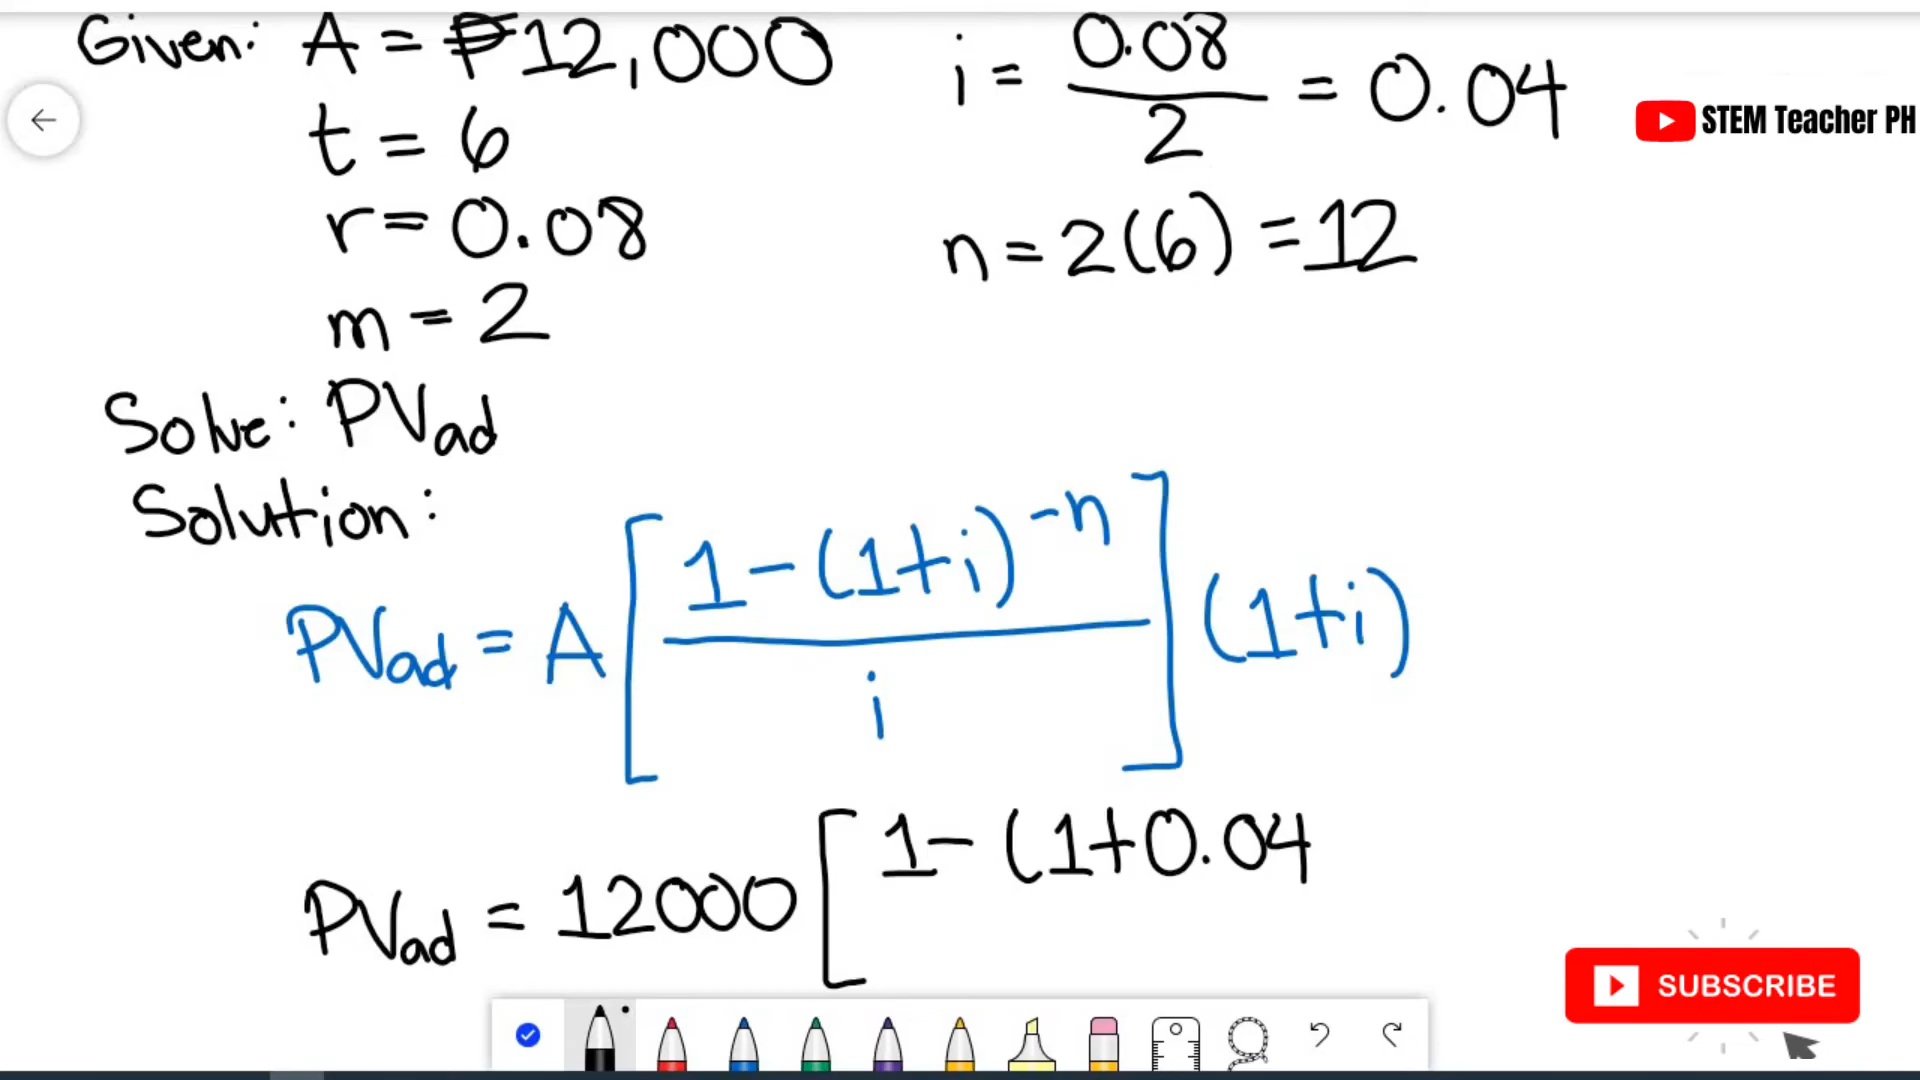 Given: A = ₱12,000
i = 0.08/2 = 0.04
t = 6
STEM Teacher PH
r = 0.08
n = 2(6) = 12
m = 2
Solve: PVad
Solution:
PVad = A [ 1-(1+i)^-n / i ] (1+i)
PVad = 12000 [ 1-(1+0.04
SUBSCRIBE